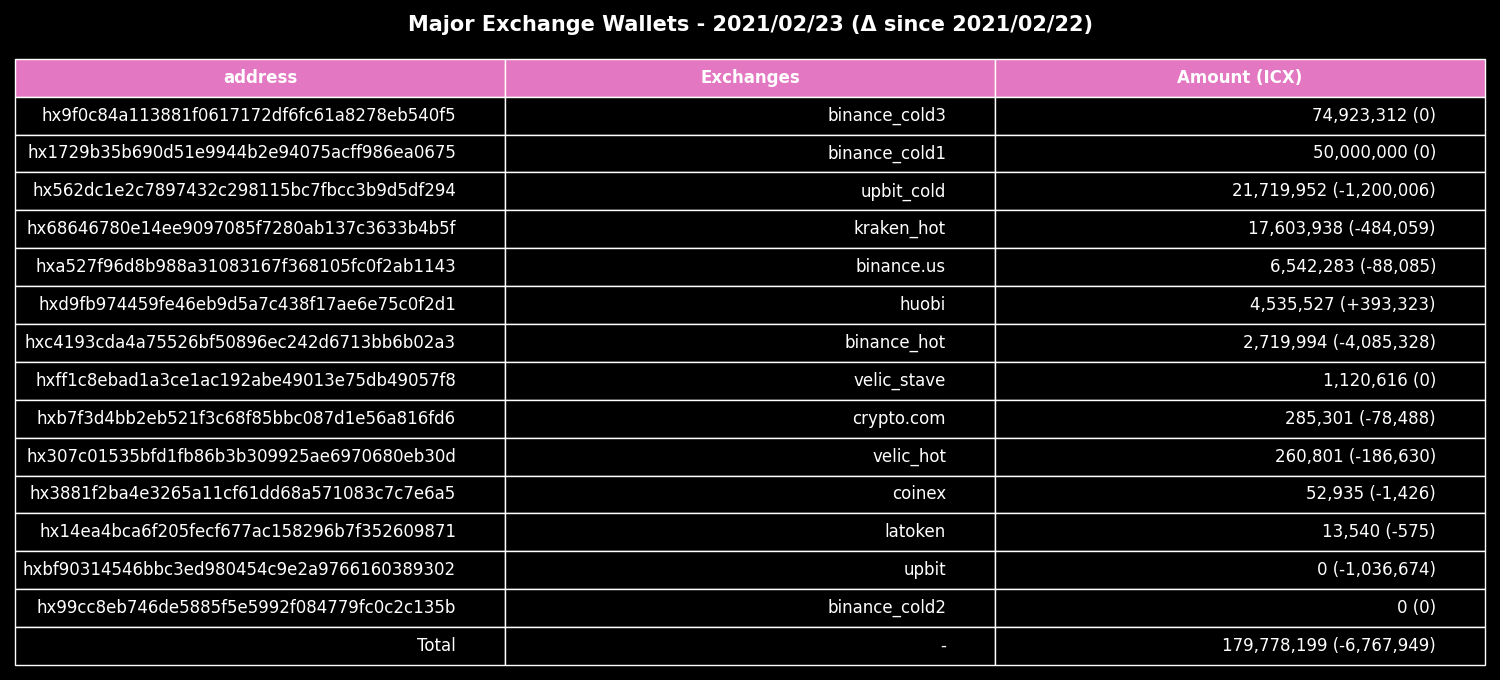 Major Exchange Wallets - 2021/02/23 (Δ since 2021/02/22)
address Exchanges Amount (ICX)
hx9f0c84a113881f0617172df6fc61a8278eb540f5 binance_cold3 74,923,312 (0)
hx1729b35b690d51e9944b2e94075acff986ea0675 binance_cold1 50,000,000 (0)
hx562dc1e2c7897432c298115bc7fbcc3b9d5df294 upbit_cold 21,719,952 (-1,200,006)
hx68646780e14ee9097085f7280ab137c3633b4b5f kraken_hot 17,603,938 (-484,059)
hxa527f96d8b988a31083167f368105fc0f2ab1143 binance.us 6,542,283 (-88,085)
hxd9fb974459fe46eb9d5a7c438f17ae6e75c0f2d1 huobi 4,535,527 (+393,323)
hxc4193cda4a75526bf50896ec242d6713bb6b02a3 binance_hot 2,719,994 (-4,085,328)
hxff1c8ebad1a3ce1ac192abe49013e75db49057f8 velic_stave 1,120,616 (0)
hxb7f3d4bb2eb521f3c68f85bbc087d1e56a816fd6 crypto.com 285,301 (-78,488)
hx307c01535bfd1fb86b3b309925ae6970680eb30d velic_hot 260,801 (-186,630)
hx3881f2ba4e3265a11cf61dd68a571083c7c7e6a5 coinex 52,935 (-1,426)
hx14ea4bca6f205fecf677ac158296b7f352609871 latoken 13,540 (-575)
hxbf90314546bbc3ed980454c9e2a9766160389302 upbit 0 (-1,036,674)
hx99cc8eb746de5885f5e5992f084779fc0c2c135b binance_cold2 0 (0)
Total - 179,778,199 (-6,767,949)